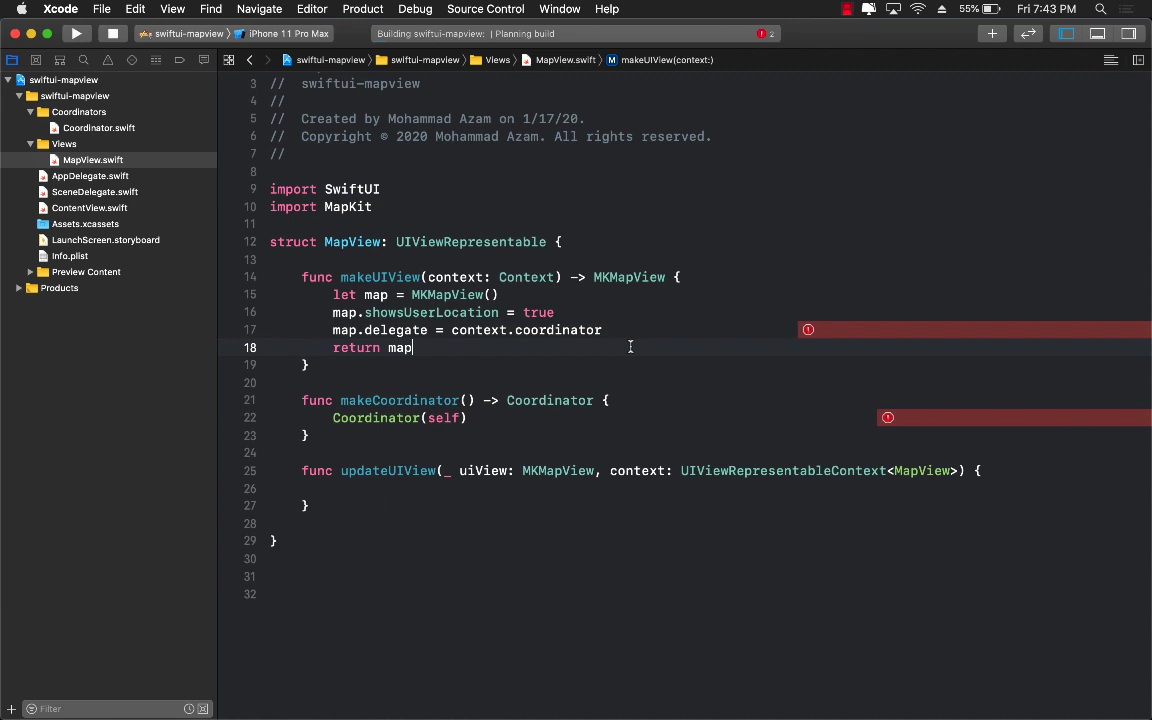 Xcode File Edit View Find Navigate Editor Product Debug Source Control Window Help 55% Fri 7:43 PM
swiftui-mapview iPhone 11 Pro Max Building swiftui-mapview: | Planning build 2
swiftui-mapview swiftui-mapview Views MapView.swift M makeUIView(context:)
swiftui-mapview
swiftui-mapview
Coordinators
Coordinator.swift
Views
MapView.swift
AppDelegate.swift
SceneDelegate.swift
ContentView.swift
Assets.xcassets
LaunchScreen.storyboard
Info.plist
Preview Content
Products
Filter
3 // swiftui-mapview
4 //
5 // Created by Mohammad Azam on 1/17/20.
6 // Copyright © 2020 Mohammad Azam. All rights reserved.
7 //
8
9 import SwiftUI
10 import MapKit
11
12 struct MapView: UIViewRepresentable {
13
14 func makeUIView(context: Context) -> MKMapView {
15 let map = MKMapView()
16 map.showsUserLocation = true
17 map.delegate = context.coordinator
18 return map
19 }
20
21 func makeCoordinator() -> Coordinator {
22 Coordinator(self)
23 }
24
25 func updateUIView(_ uiView: MKMapView, context: UIViewRepresentableContext<MapView>) {
26
27 }
28
29 }
30
31
32